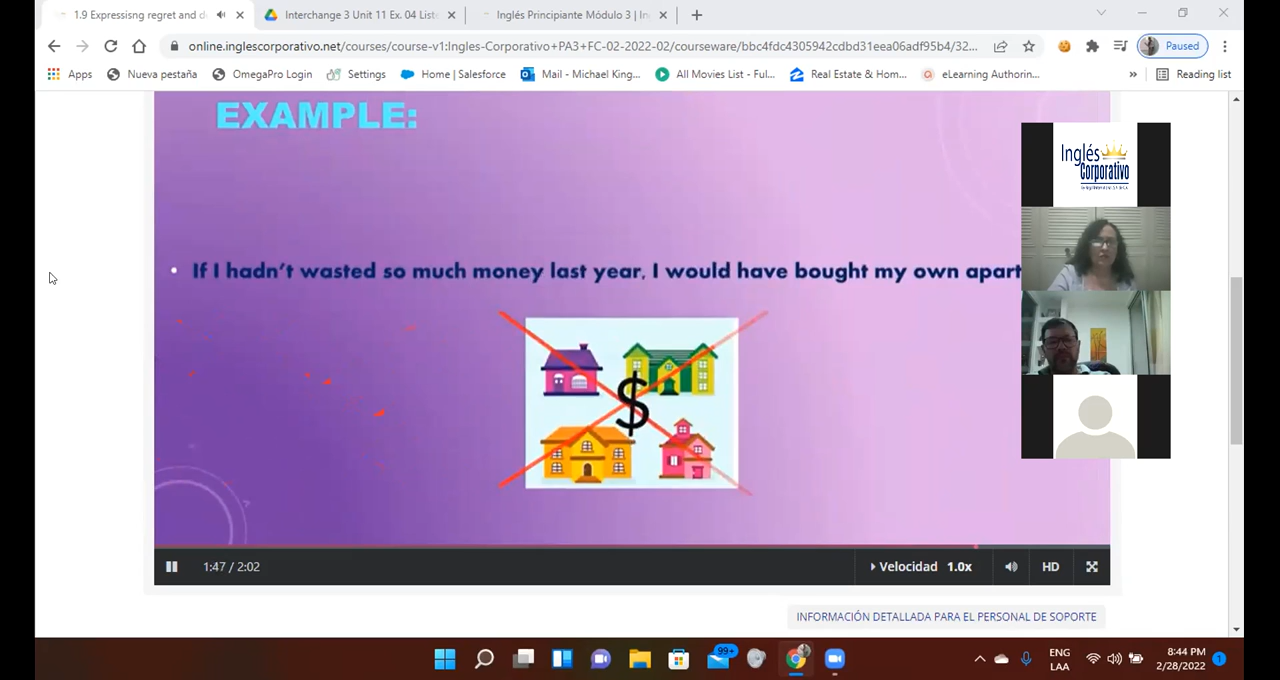 1.9 Expressisng regret and d
Interchange 3 Unit 11 Ex. 04 List
Inglés Principiante Módulo 3 | In
online.inglescorporativo.net/courses/course-v1:Ingles-Corporativo+PA3+FC-02-2022-02/courseware/bbc4fdc4305942cdbd31eea06adf95b4/32...
Paused
Apps
Nueva pestaña
OmegaPro Login
Settings
Home | Salesforce
Mail - Michael King...
All Movies List - Ful...
Real Estate & Hom...
eLearning Authorin...
»
Reading list
EXAMPLE:
Inglés
Corporativo
• If I hadn't wasted so much money last year, I would have bought my own apart
$
1:47 / 2:02
Velocidad 1.0x
HD
INFORMACIÓN DETALLADA PARA EL PERSONAL DE SOPORTE
99+
ENG
LAA
8:44 PM
2/28/2022
1